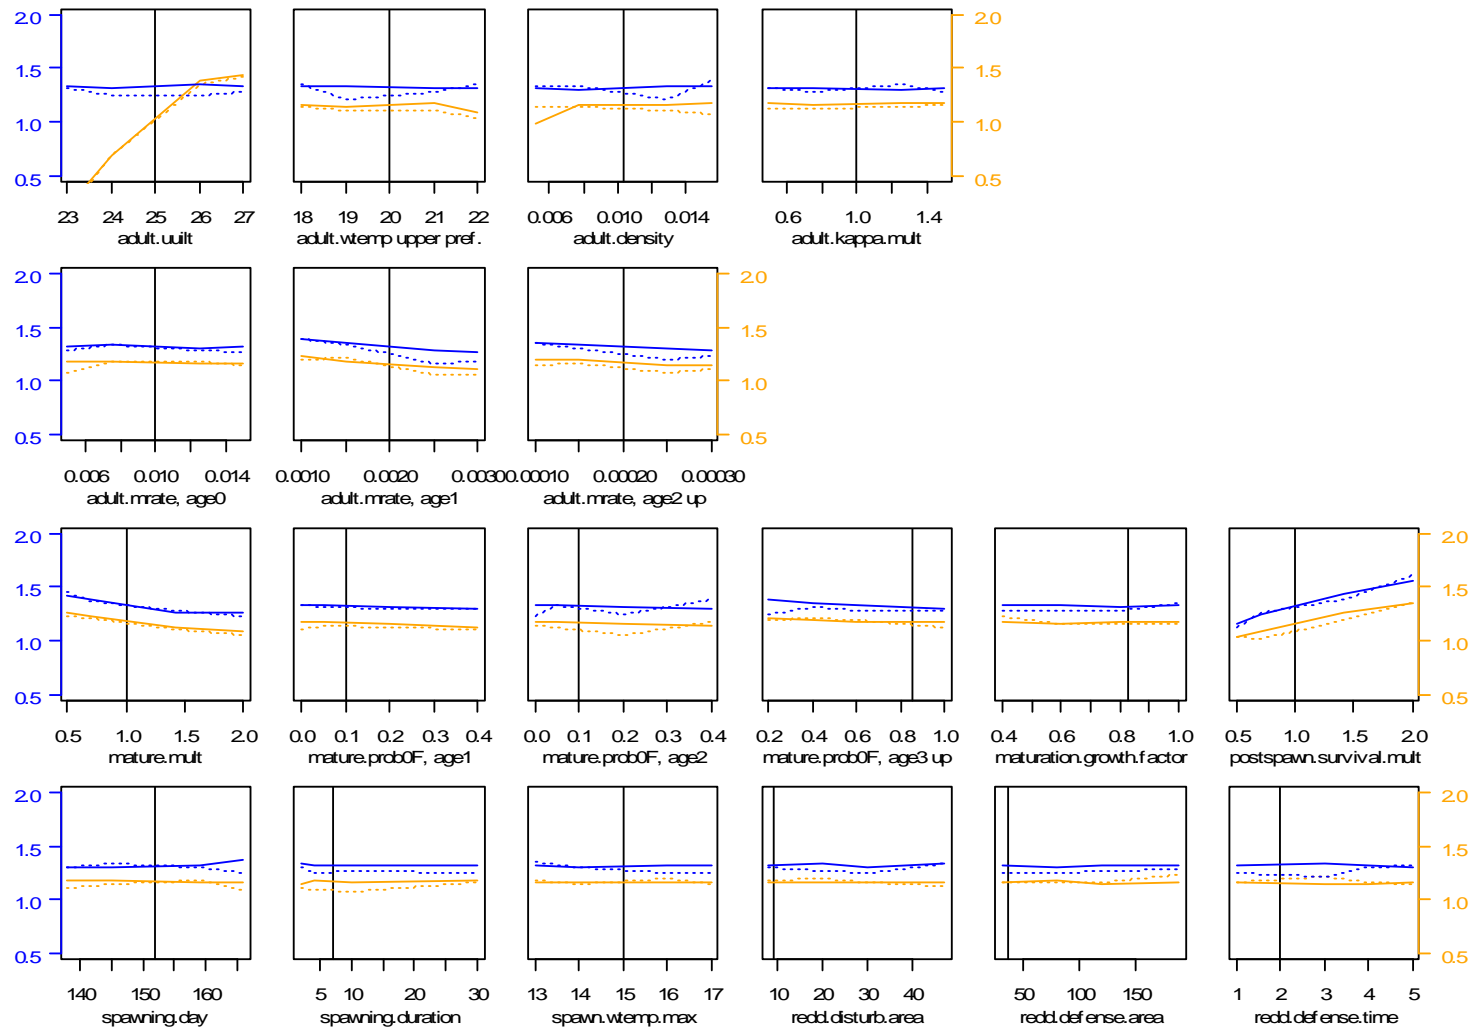 2.0 2.0
1.5 1.5
1.0 1.0
0.5 0.5
23 24 25 26 27 18 19 20 21 22 0.006 0.010 0.014 0.6 1.0 1.4
adult.uuilt adult.wtemp upper pref. adult.density adult.kappa.mult
2.0 2.0
1.5 1.5
1.0 1.0
0.5 0.5
0.006 0.010 0.014 0.0010 0.0020 0.0030 0.00010 0.00020 0.00030
adult.mrate, age0 adult.mrate, age1 adult.mrate, age2 up
2.0 2.0
1.5 1.5
1.0 1.0
0.5 0.5
0.5 1.0 1.5 2.0 0.0 0.1 0.2 0.3 0.4 0.0 0.1 0.2 0.3 0.4 0.2 0.4 0.6 0.8 1.0 0.4 0.6 0.8 1.0 0.5 1.0 1.5 2.0
mature.mult mature.prob0F, age1 mature.prob0F, age2 mature.prob0F, age3 up maturation.growth.factor postspawn.survival.mult
2.0 2.0
1.5 1.5
1.0 1.0
0.5 0.5
140 150 160 5 10 20 30 13 14 15 16 17 10 20 30 40 50 100 150 1 2 3 4 5
spawning.day spawning.duration spawn.wtemp.max redd.disturb.area redd.defense.area redd.defense.time